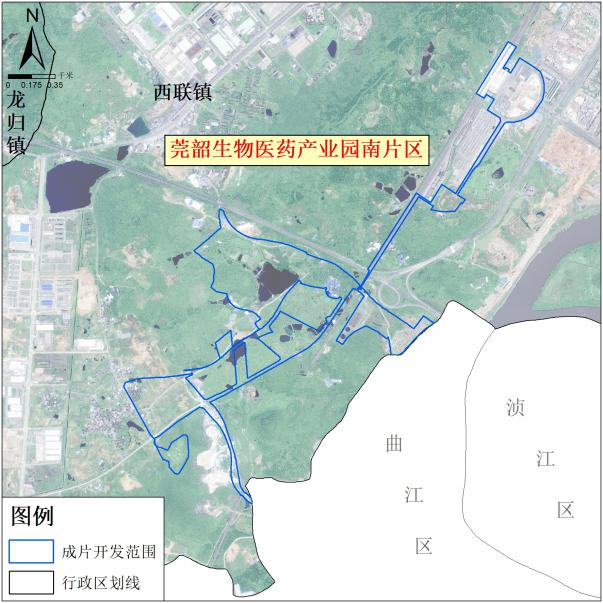 N
千米
0 0.175 0.35
龙归镇
西联镇
莞韶生物医药产业园南片区
浈江区
曲江区
图例
成片开发范围
行政区划线